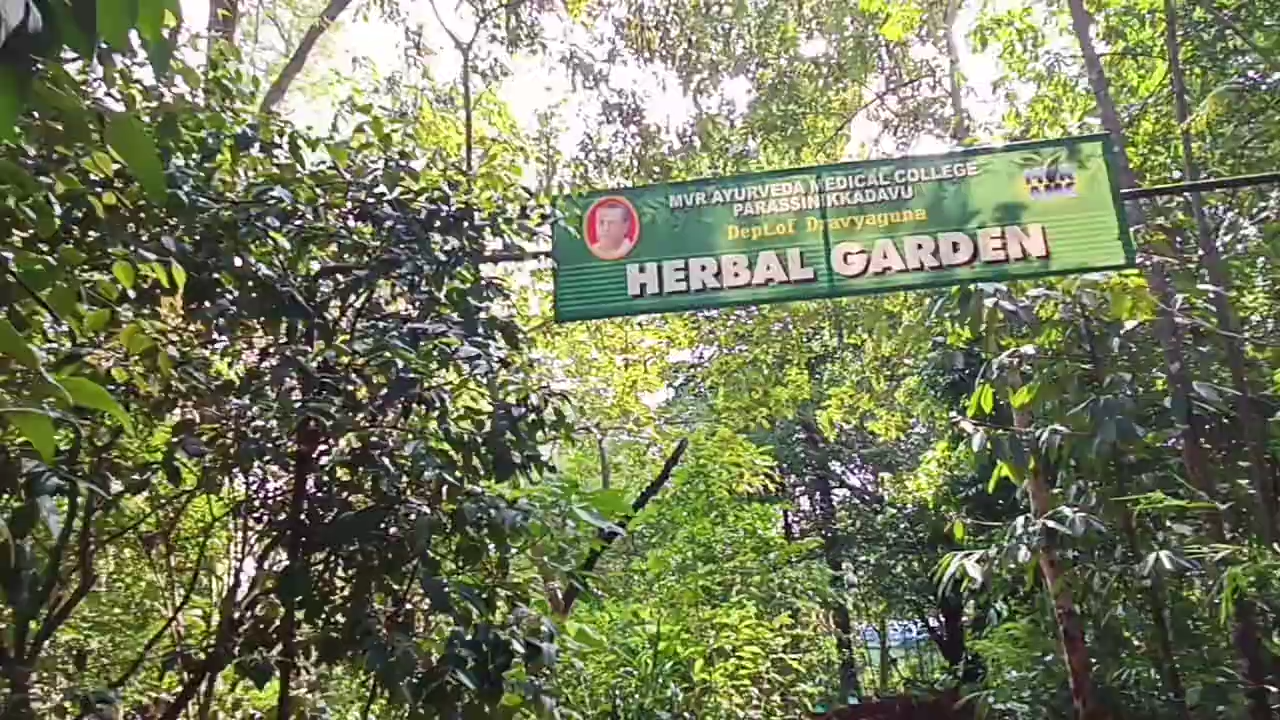 MVR AYURVEDA MEDICAL COLLEGE
PARASSINIKKADAVU
Dept.of Dravyaguna
HERBAL GARDEN